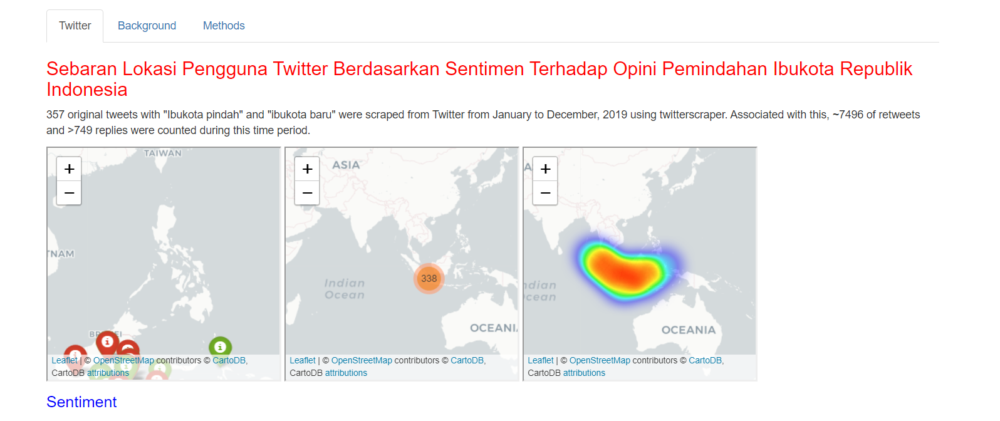 Twitter Background Methods
Sebaran Lokasi Pengguna Twitter Berdasarkan Sentimen Terhadap Opini Pemindahan Ibukota Republik
Indonesia
357 original tweets with "Ibukota pindah" and "ibukota baru" were scraped from Twitter from January to December, 2019 using twitterscraper. Associated with this, ~7496 of retweets
and >749 replies were counted during this time period.
+
−
TAIWAN
TNAM
Leaflet | © OpenStreetMap contributors © CartoDB,
CartoDB attributions
+
−
ASIA
338
Indian
Ocean
OCEANI
Leaflet | © OpenStreetMap contributors © CartoDB,
CartoDB attributions
+
−
A
ndian
cean
OCEANIA
Leaflet | © OpenStreetMap contributors © CartoDB,
CartoDB attributions
Sentiment